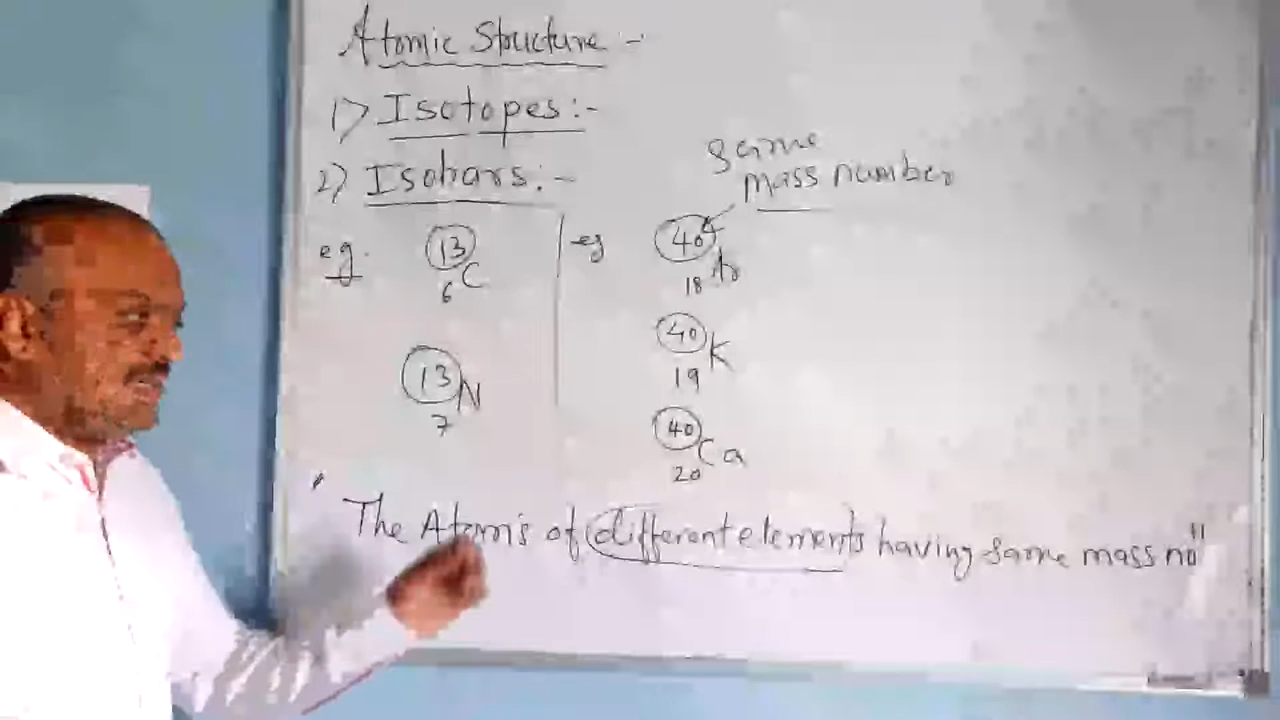 Atomic Structure :-
1) Isotopes :-
2) Isobars :-
same
mass number
eg. 13 C 6
13 N 7
eg 40 Ar 18
40 K 19
40 Ca 20
" The Atoms of different elements having same mass no"